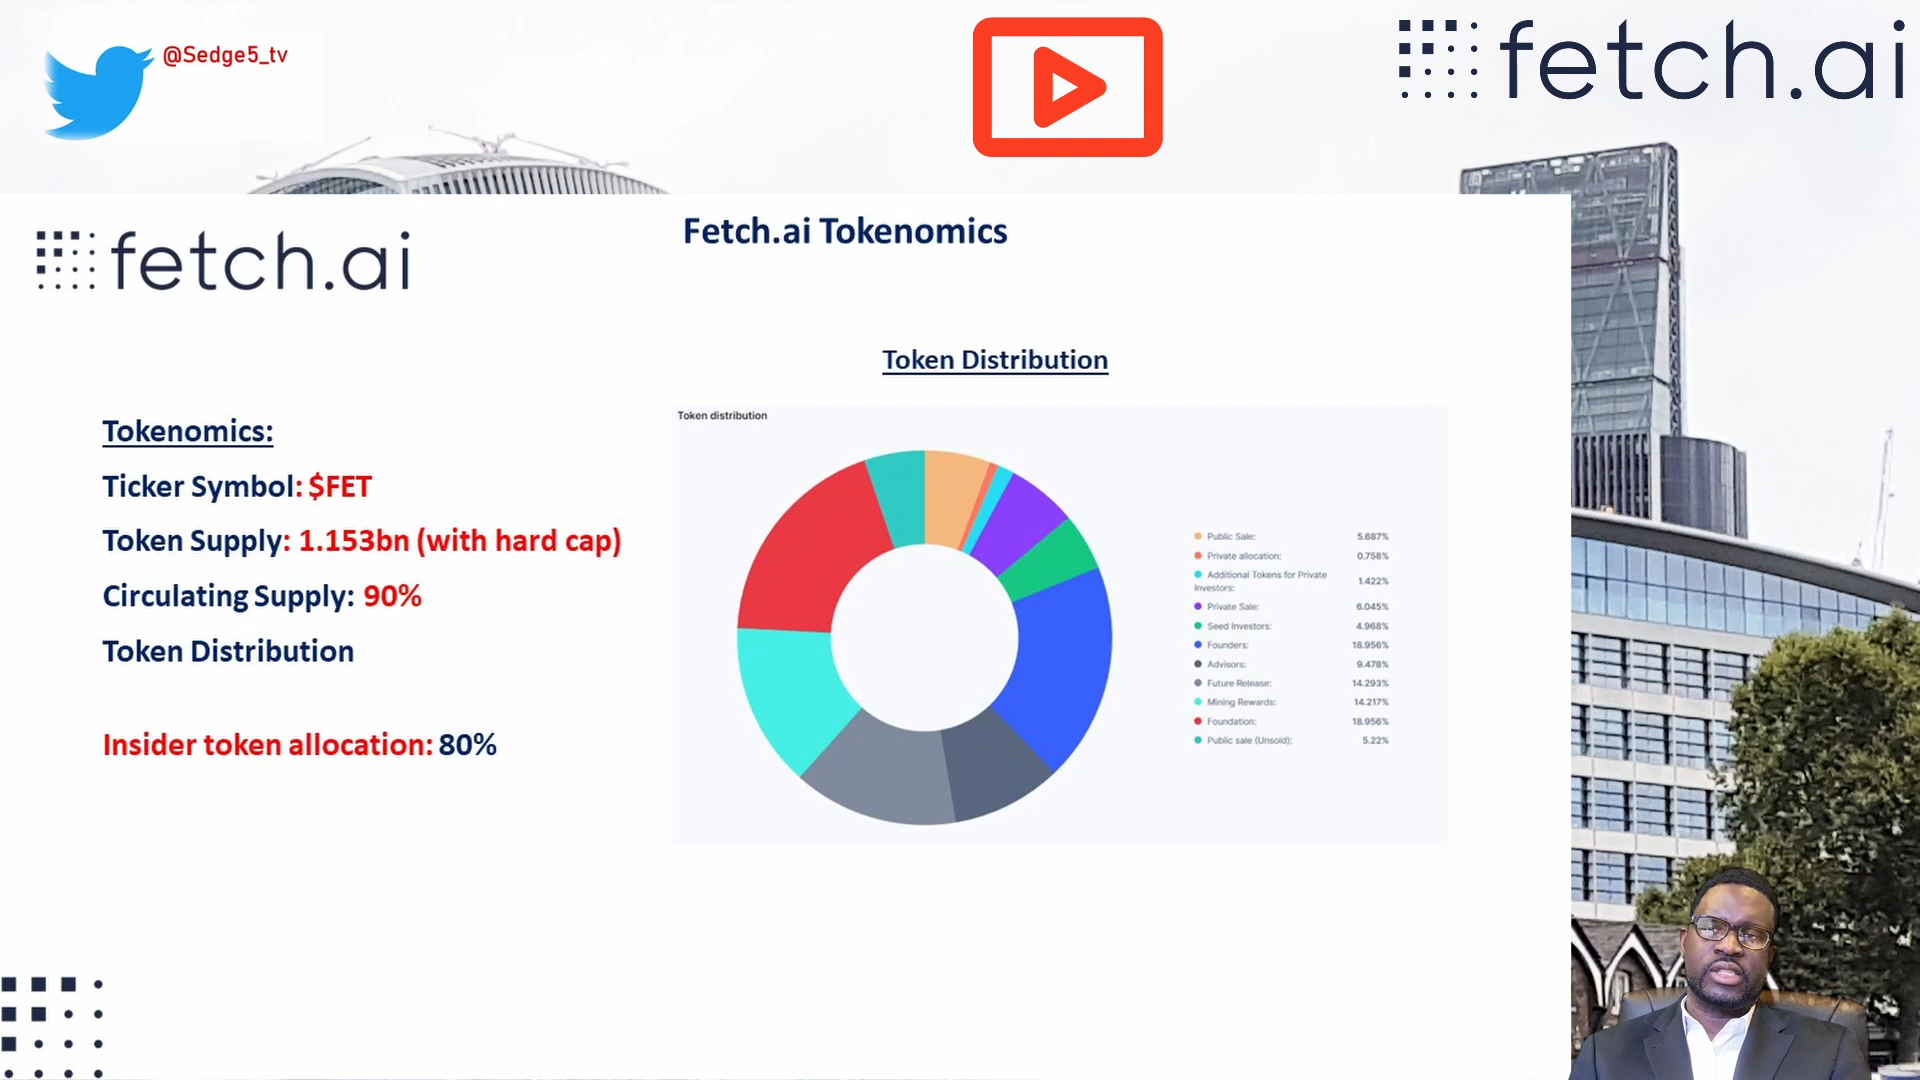 @Sedge5_tv
fetch.ai
fetch.ai
Fetch.ai Tokenomics
Token Distribution
Tokenomics:
Ticker Symbol: $FET
Token Supply: 1.153bn (with hard cap)
Circulating Supply: 90%
Token Distribution
Insider token allocation: 80%
Token distribution
Public Sale: 5.687%
Private allocation: 0.758%
Additional Tokens for Private
Investors: 1.422%
Private Sale: 6.045%
Seed Investors: 4.968%
Founders: 18.956%
Advisors: 9.478%
Future Release: 14.293%
Mining Rewards: 14.217%
Foundation: 18.956%
Public sale (Unsold): 5.22%